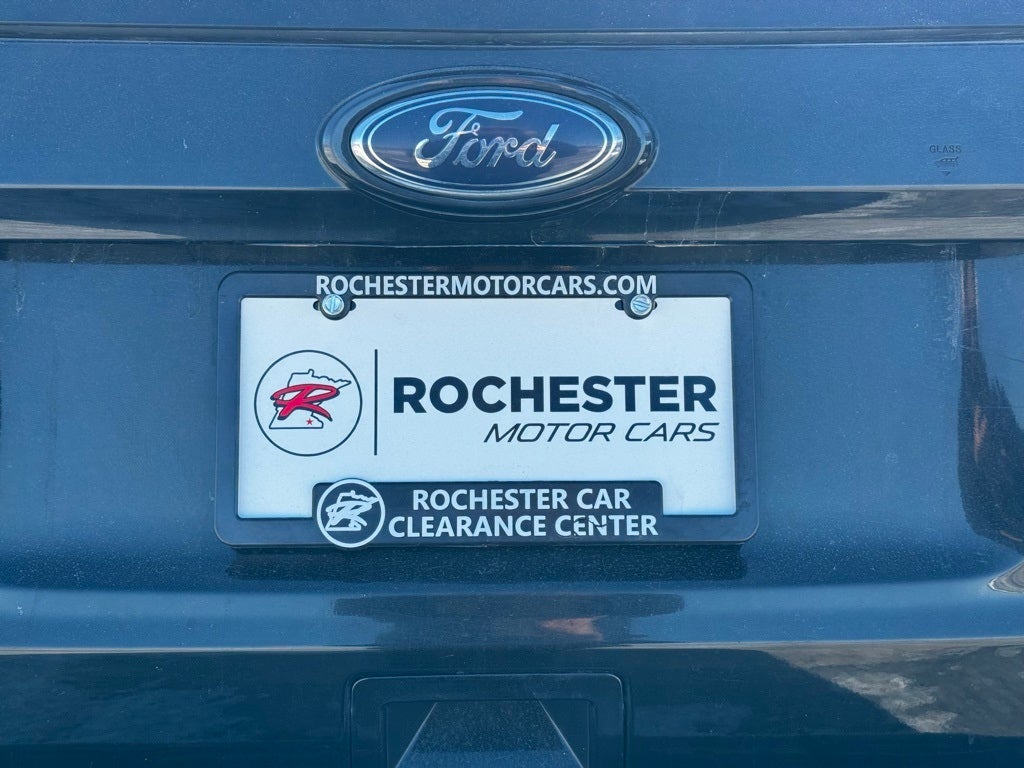 Ford
GLASS
ROCHESTERMOTORCARS.COM
R
ROCHESTER
MOTOR CARS
R
ROCHESTER CAR
CLEARANCE CENTER